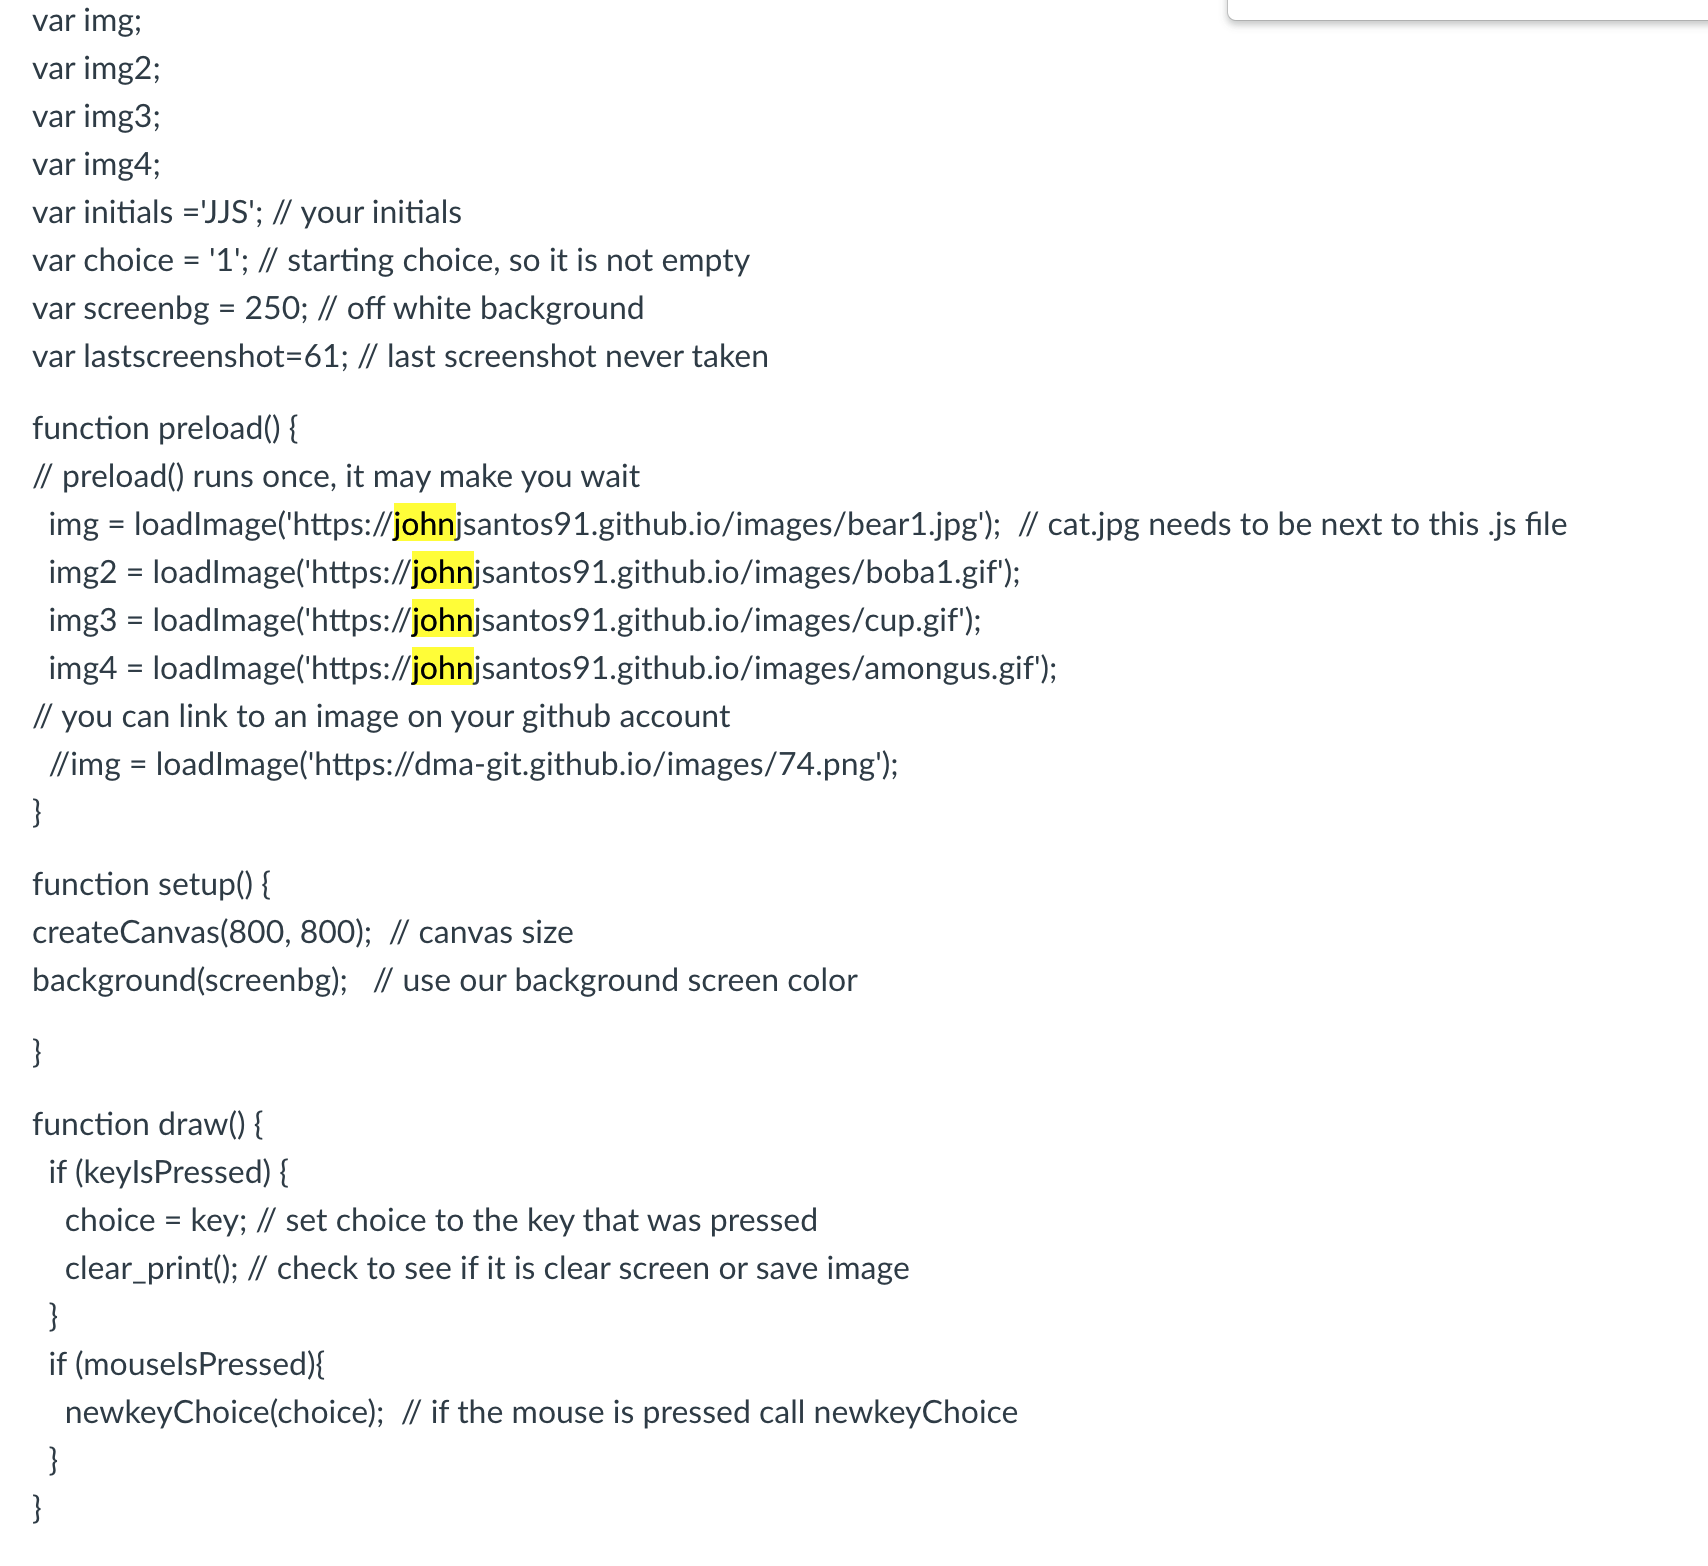 var img;
var img2;
var img3;
var img4;
var initials ='JJS'; // your initials
var choice = '1'; // starting choice, so it is not empty
var screenbg = 250; // off white background
var lastscreenshot=61; // last screenshot never taken
function preload() {
// preload() runs once, it may make you wait
img = loadImage('https://johnjsantos91.github.io/images/bear1.jpg');  // cat.jpg needs to be next to this .js file
img2 = loadImage('https://johnjsantos91.github.io/images/boba1.gif');
img3 = loadImage('https://johnjsantos91.github.io/images/cup.gif');
img4 = loadImage('https://johnjsantos91.github.io/images/amongus.gif');
// you can link to an image on your github account
//img = loadImage('https://dma-git.github.io/images/74.png');
}
function setup() {
createCanvas(800, 800);  // canvas size
background(screenbg);   // use our background screen color
}
function draw() {
if (keyIsPressed) {
choice = key; // set choice to the key that was pressed
clear_print(); // check to see if it is clear screen or save image
}
if (mouseIsPressed){
newkeyChoice(choice);  // if the mouse is pressed call newkeyChoice
}
}